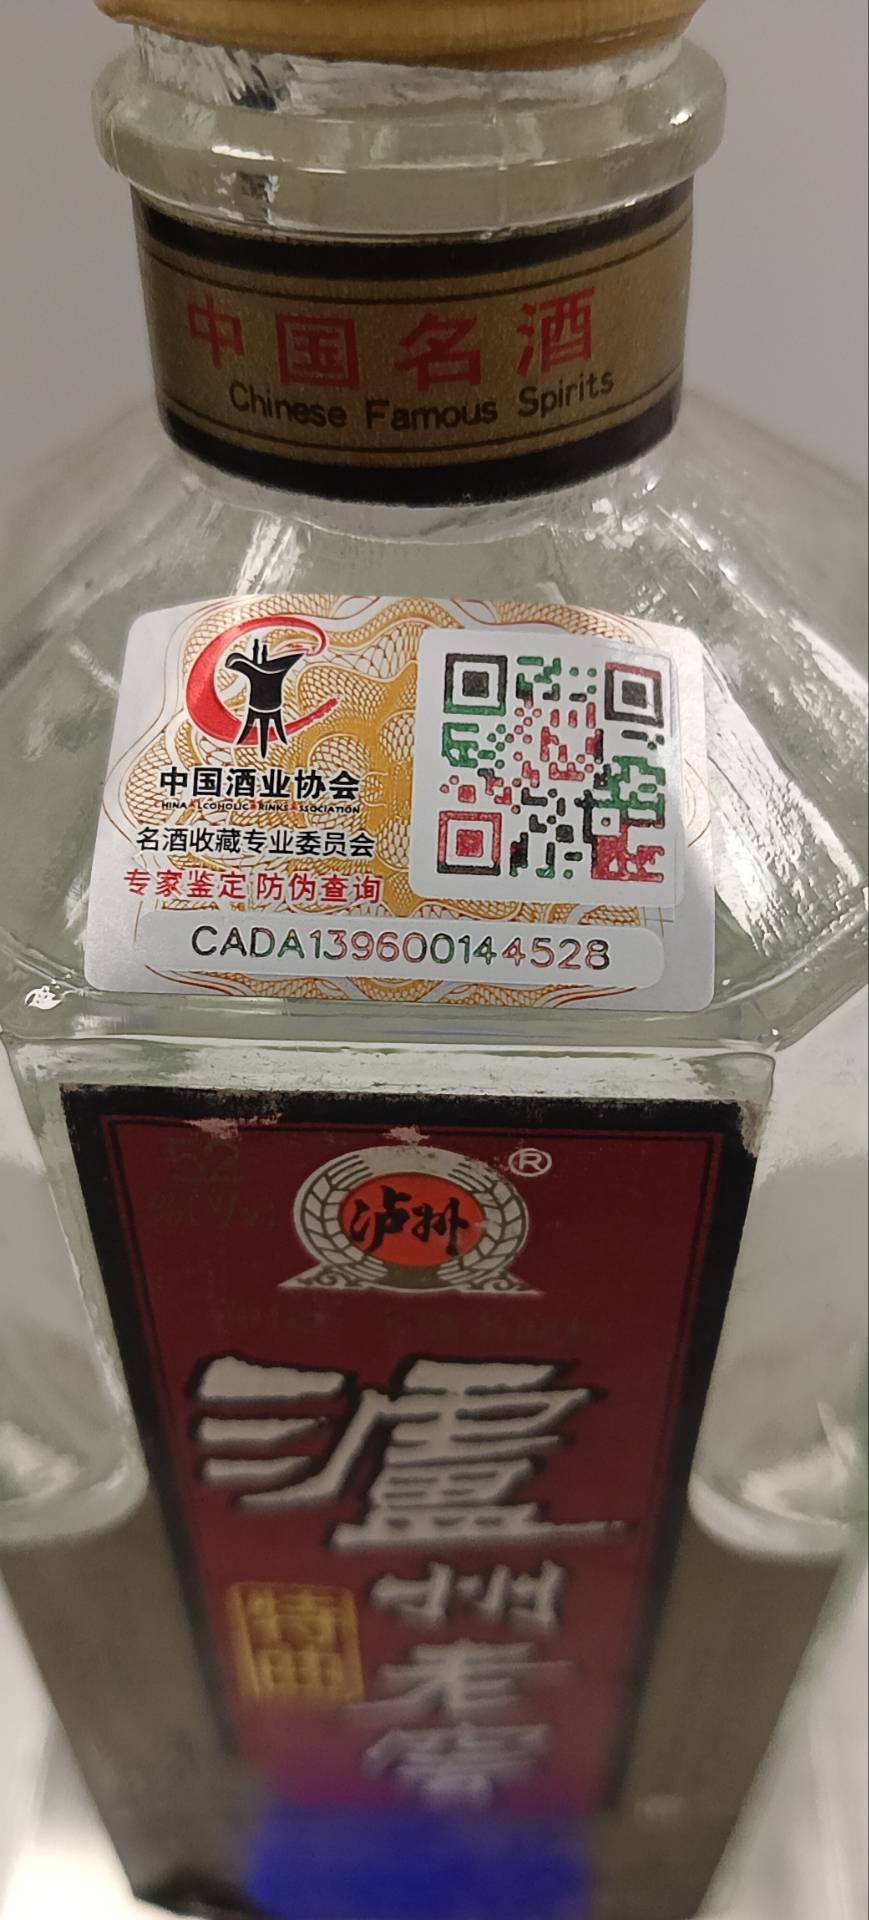 中国名酒
Chinese Famous Spirits
中国酒业协会
CHINA ALCOHOLIC DRINKS ASSOCIATION
名酒收藏专业委员会
专家鉴定 防伪查询
CADA139600144528
52
泸州
®
瀘州老窖
特曲